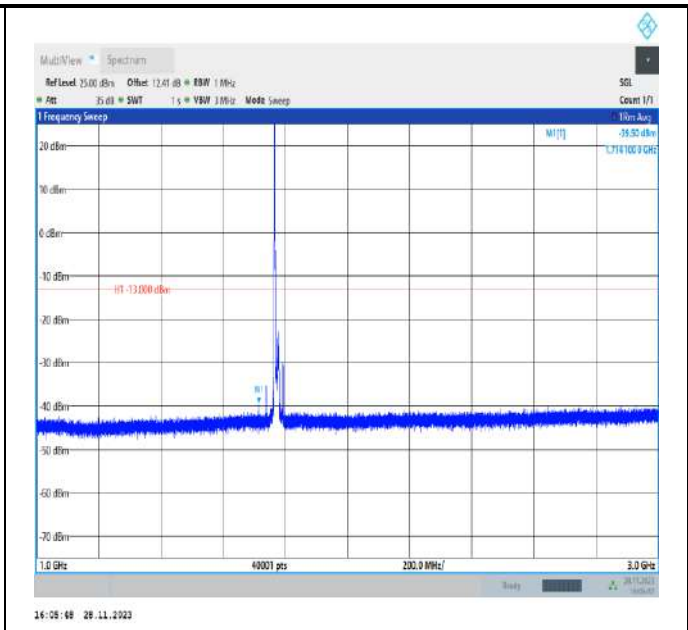 MultiView Spectrum
Ref Level 25.00 dBm Offset 12.41 dB RBW 1 MHz SGL
Att 35 dB SWT 1 s VBW 3 MHz Mode Sweep Count 1/1
1 Frequency Sweep 1Rm Avg
M1[1] -39.50 dBm
1.714 100 0 GHz
20 dBm
10 dBm
0 dBm
-10 dBm
H1 -13.000 dBm
-20 dBm
-30 dBm
M1
-40 dBm
-50 dBm
-60 dBm
-70 dBm
1.0 GHz 40001 pts 200.0 MHz/ 3.0 GHz
Ready 28.11.2023
16:05:48 28.11.2023